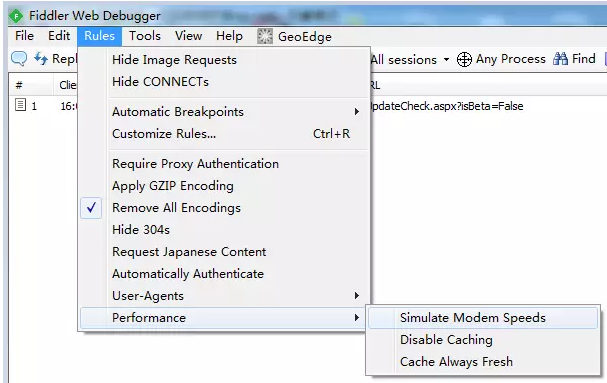 Fiddler Web Debugger
File Edit Rules Tools View Help GeoEdge
Hide Image Requests
Hide CONNECTs
Automatic Breakpoints
Customize Rules... Ctrl+R
Require Proxy Authentication
Apply GZIP Encoding
Remove All Encodings
Hide 304s
Request Japanese Content
Automatically Authenticate
User-Agents
Performance
Simulate Modem Speeds
Disable Caching
Cache Always Fresh
Repl All sessions Any Process Find
# Clie RL
1 16:0 UpdateCheck.aspx?isBeta=False